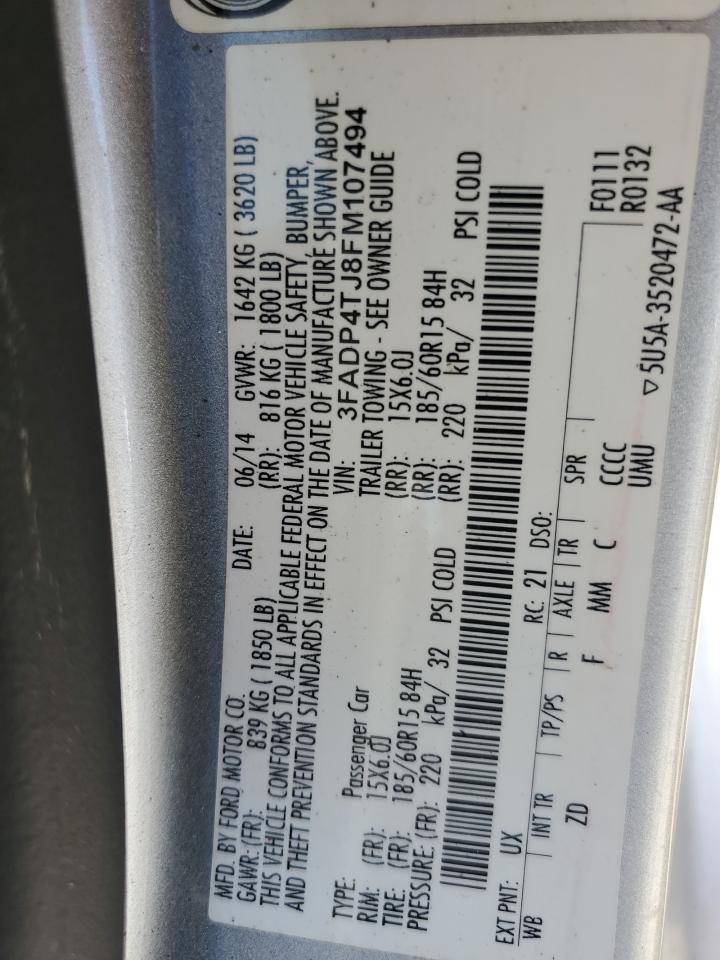 MFD. BY FORD MOTOR CO. DATE: 06/14 GVWR: 1642 KG ( 3620 LB)
GAWR: (FR): 839 KG ( 1850 LB) (RR): 816 KG ( 1800 LB)
THIS VEHICLE CONFORMS TO ALL APPLICABLE FEDERAL MOTOR VEHICLE SAFETY, BUMPER,
AND THEFT PREVENTION STANDARDS IN EFFECT ON THE DATE OF MANUFACTURE SHOWN ABOVE.
VIN: 3FADP4TJ8FM107494
TYPE: Passenger Car TRAILER TOWING - SEE OWNER GUIDE
RIM: (FR): 15X6.0J (RR): 15X6.0J
TIRE: (FR): 185/60R15 84H (RR): 185/60R15 84H
PRESSURE: (FR): 220 kPa/ 32 PSI COLD (RR): 220 kPa/ 32 PSI COLD
EXT PNT: UX RC: 21 DSO: F0111
WB INT TR TP/PS R AXLE TR SPR R0132
ZD F MM C CCCC
UMU ▽5U5A-3520472-AA